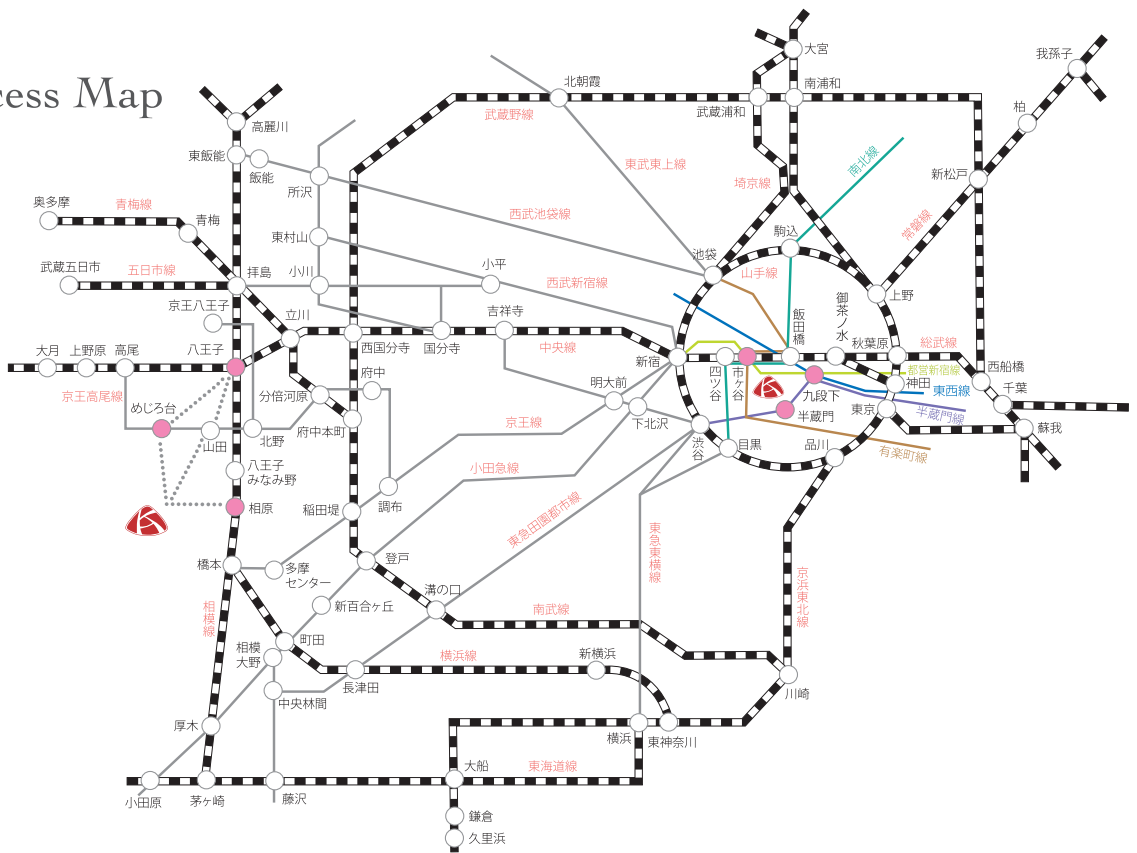 cess Map
大宮
我孫子
北朝霞
南浦和
武蔵浦和
柏
武蔵野線
高麗川
東飯能
飯能
所沢
東武東上線
埼京線
南北線
新松戸
奥多摩
青梅線
青梅
西武池袋線
常磐線
東村山
駒込
池袋
武蔵五日市
五日市線
拝島
小川
小平
西武新宿線
山手線
上野
京王八王子
立川
吉祥寺
飯田橋
御茶ノ水
大月
上野原
高尾
八王子
西国分寺
国分寺
中央線
新宿
四ツ谷
市ヶ谷
秋葉原
総武線
西船橋
都営新宿線
京王高尾線
めじろ台
分倍河原
府中
明大前
九段下
神田
東西線
千葉
府中本町
下北沢
半蔵門
東京
半蔵門線
蘇我
山田
北野
京王線
渋谷
目黒
品川
有楽町線
八王子
みなみ野
小田急線
相原
稲田堤
調布
東急田園都市線
東急東横線
橋本
多摩
センター
登戸
京浜東北線
相模線
新百合ヶ丘
溝の口
南武線
町田
相模
大野
横浜線
新横浜
長津田
中央林間
川崎
厚木
横浜
東神奈川
大船
東海道線
小田原
茅ヶ崎
藤沢
鎌倉
久里浜